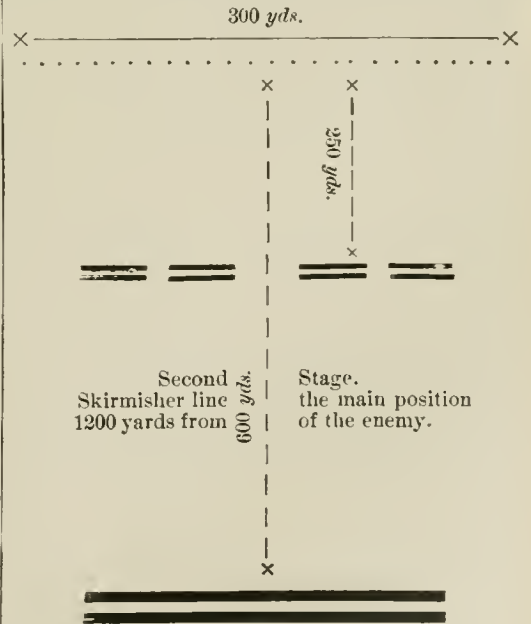 300 yds.
250 yds.
Second Stage.
Skirmisher line the main position
1200 yards from of the enemy.
600 yds.